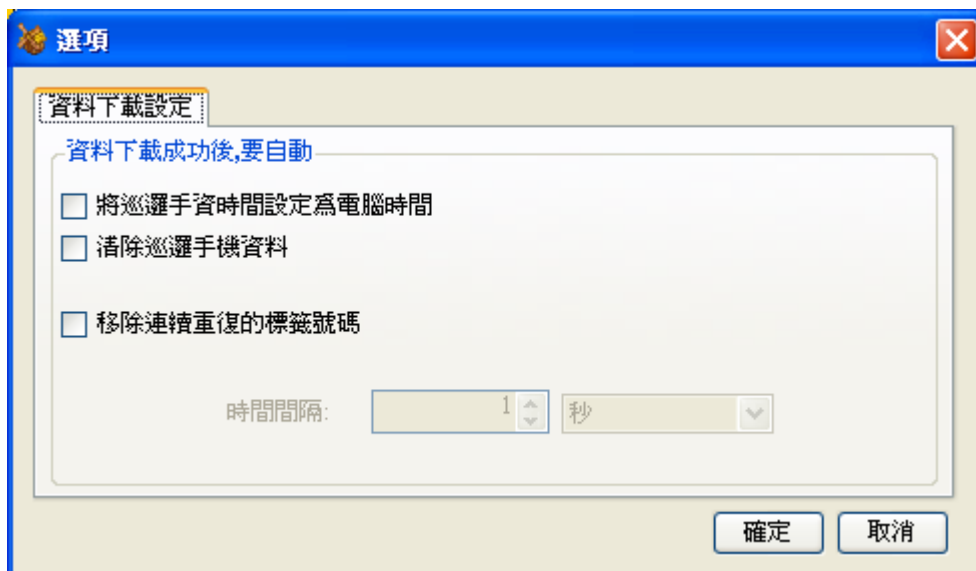 選項
資料下載設定
資料下載成功後,要自動
將巡邏手資時間設定爲電腦時間
清除巡邏手機資料
移除連續重復的標籤號碼
時間間隔: 1 秒
確定 取消